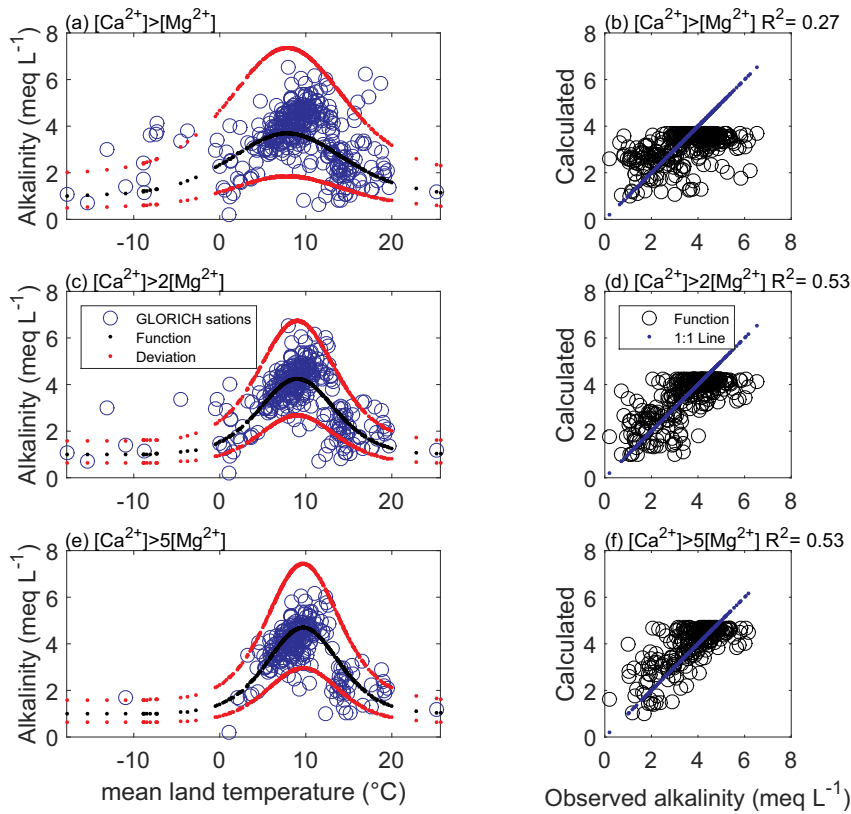 (a) [Ca2+]>[Mg2+]
Alkalinity (meq L-1)
8
6
4
2
0
-10 0 10 20
(b) [Ca2+]>[Mg2+] R2= 0.27
Calculated
8
6
4
2
0
0 2 4 6 8
(c) [Ca2+]>2[Mg2+]
Alkalinity (meq L-1)
8
6
4
2
0
GLORICH sations
Function
Deviation
-10 0 10 20
(d) [Ca2+]>2[Mg2+] R2= 0.53
Calculated
8
6
4
2
0
Function
1:1 Line
0 2 4 6 8
(e) [Ca2+]>5[Mg2+]
Alkalinity (meq L-1)
8
6
4
2
0
-10 0 10 20
mean land temperature (°C)
(f) [Ca2+]>5[Mg2+] R2= 0.53
Calculated
8
6
4
2
0
0 2 4 6 8
Observed alkalinity (meq L-1)